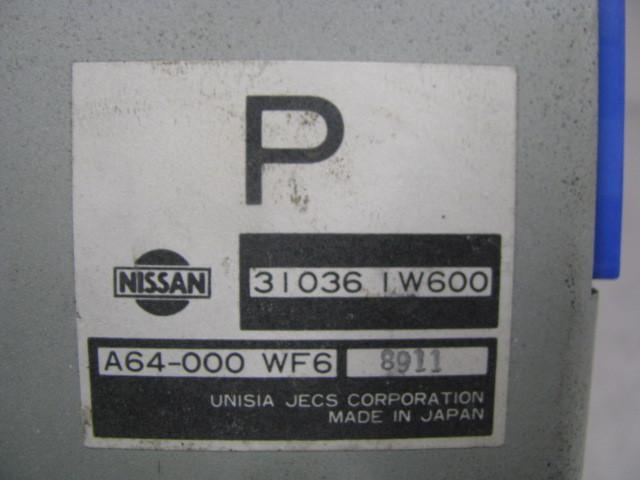 P
NISSAN
31036 1W600
A64-000 WF6 8911
UNISIA JECS CORPORATION
MADE IN JAPAN